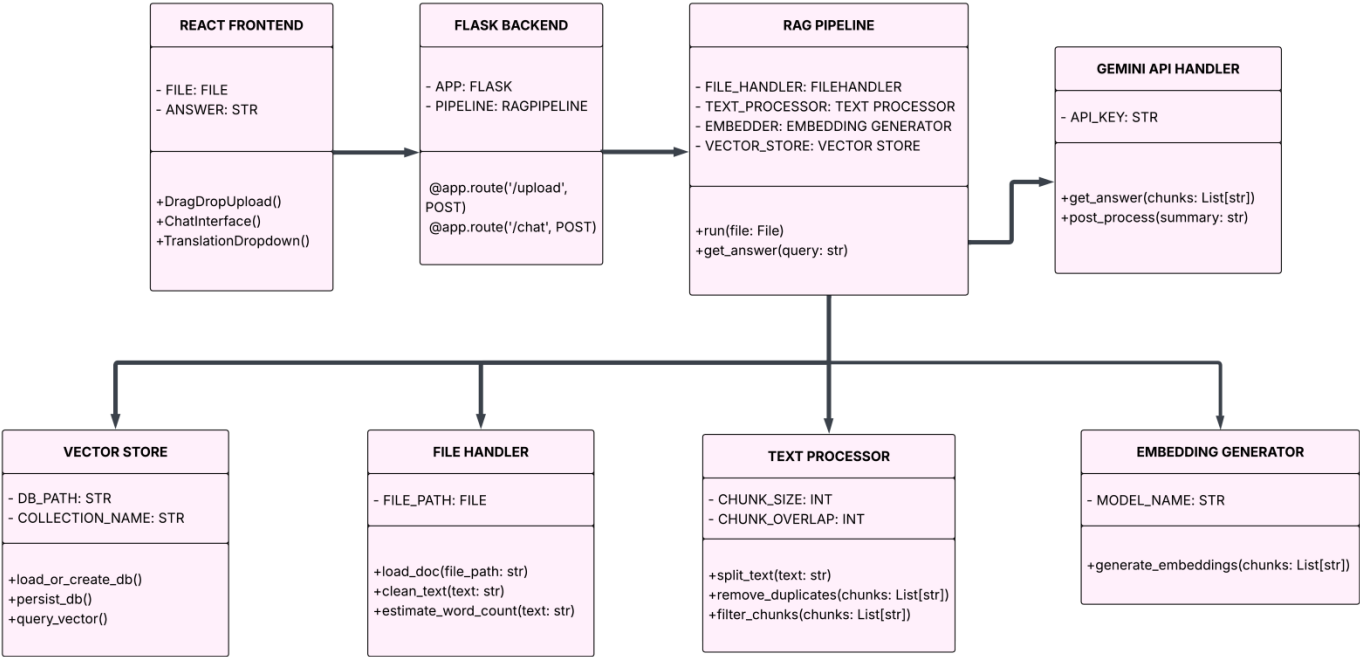 REACT FRONTEND
- FILE: FILE
- ANSWER: STR
+DragDropUpload()
+ChatInterface()
+TranslationDropdown()
FLASK BACKEND
- APP: FLASK
- PIPELINE: RAGPIPELINE
@app.route('/upload',
POST)
@app.route('/chat', POST)
RAG PIPELINE
- FILE_HANDLER: FILEHANDLER
- TEXT_PROCESSOR: TEXT PROCESSOR
- EMBEDDER: EMBEDDING GENERATOR
- VECTOR_STORE: VECTOR STORE
+run(file: File)
+get_answer(query: str)
GEMINI API HANDLER
- API_KEY: STR
+get_answer(chunks: List[str])
+post_process(summary: str)
VECTOR STORE
- DB_PATH: STR
- COLLECTION_NAME: STR
+load_or_create_db()
+persist_db()
+query_vector()
FILE HANDLER
- FILE_PATH: FILE
+load_doc(file_path: str)
+clean_text(text: str)
+estimate_word_count(text: str)
TEXT PROCESSOR
- CHUNK_SIZE: INT
- CHUNK_OVERLAP: INT
+split_text(text: str)
+remove_duplicates(chunks: List[str])
+filter_chunks(chunks: List[str])
EMBEDDING GENERATOR
- MODEL_NAME: STR
+generate_embeddings(chunks: List[str])